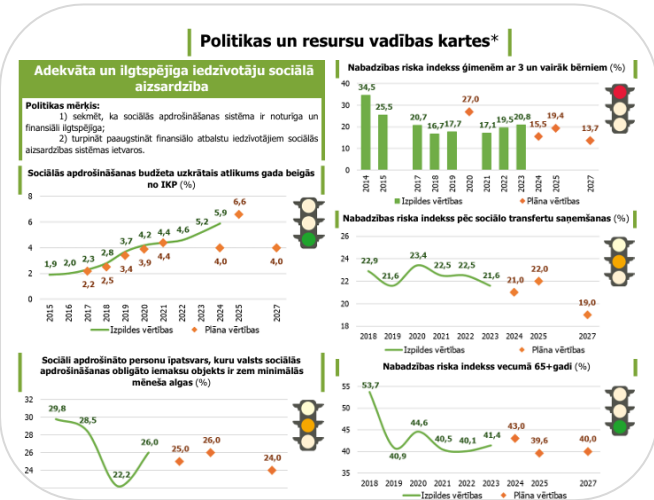 Politikas un resursu vadības kartes*
Adekvāta un ilgtspējīga iedzīvotāju sociālā
aizsardzība
Politikas mērķis:
1) sekmēt, ka sociālās apdrošināšanas sistēma ir noturīga un
finansiāli ilgtspējīga;
2) turpināt paaugstināt finansiālo atbalstu iedzīvotājiem sociālās
aizsardzības sistēmas ietvaros.
Sociālās apdrošināšanas budžeta uzkrātais atlikums gada beigās
no IKP (%)
8
6
4
2
0
1,9 2,0 2,3 2,8 3,7 4,2 4,4 4,6 5,2 5,9 6,6
2,2 2,5 3,4 3,9 4,4 4,0 4,0
2015 2016 2017 2018 2019 2020 2021 2022 2023 2024 2025 2027
Izpildes vērtības Plāna vērtības
Sociāli apdrošināto personu īpatsvars, kuru valsts sociālās
apdrošināšanas obligāto iemaksu objekts ir zem minimālās
mēneša algas (%)
32
30
28
26
24
29,8 28,5 22,2 26,0 25,0 26,0 24,0
Nabadzības riska indekss ģimenēm ar 3 un vairāk bērniem (%)
40
30
20
10
0
34,5 25,5 20,7 16,7 17,7 27,0 17,1 19,5 20,8 15,5 19,4 13,7
2014 2015 2017 2018 2019 2020 2021 2022 2023 2024 2025 2027
Izpildes vērtības Plāna vērtības
Nabadzības riska indekss pēc sociālo transfertu saņemšanas (%)
26
24
22
20
18
22,9 21,6 23,4 22,5 22,5 21,6 21,0 22,0 19,0
2018 2019 2020 2021 2022 2023 2024 2025 2027
Izpildes vērtības Plāna vērtības
Nabadzības riska indekss vecumā 65+gadi (%)
55
50
45
40
35
53,7 40,9 44,6 40,5 40,1 41,4 43,0 39,6 40,0
2018 2019 2020 2021 2022 2023 2024 2025 2027
Izpildes vērtības Plāna vērtības